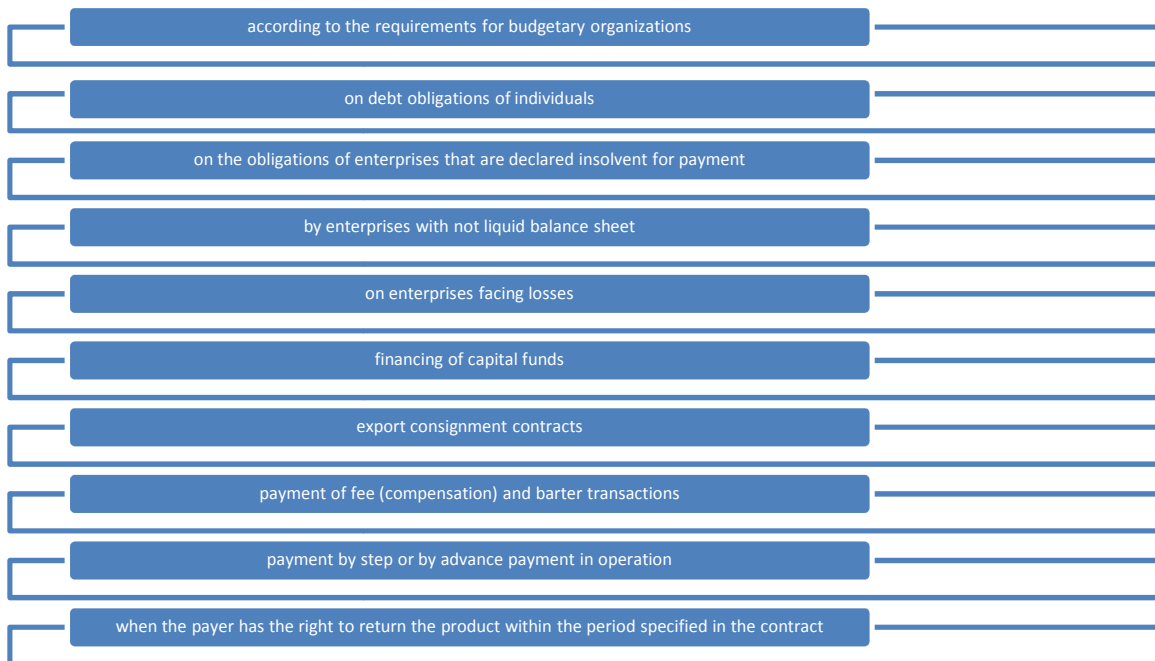 according to the requirements for budgetary organizations
on debt obligations of individuals
on the obligations of enterprises that are declared insolvent for payment
by enterprises with not liquid balance sheet
on enterprises facing losses
financing of capital funds
export consignment contracts
payment of fee (compensation) and barter transactions
payment by step or by advance payment in operation
when the payer has the right to return the product within the period specified in the contract